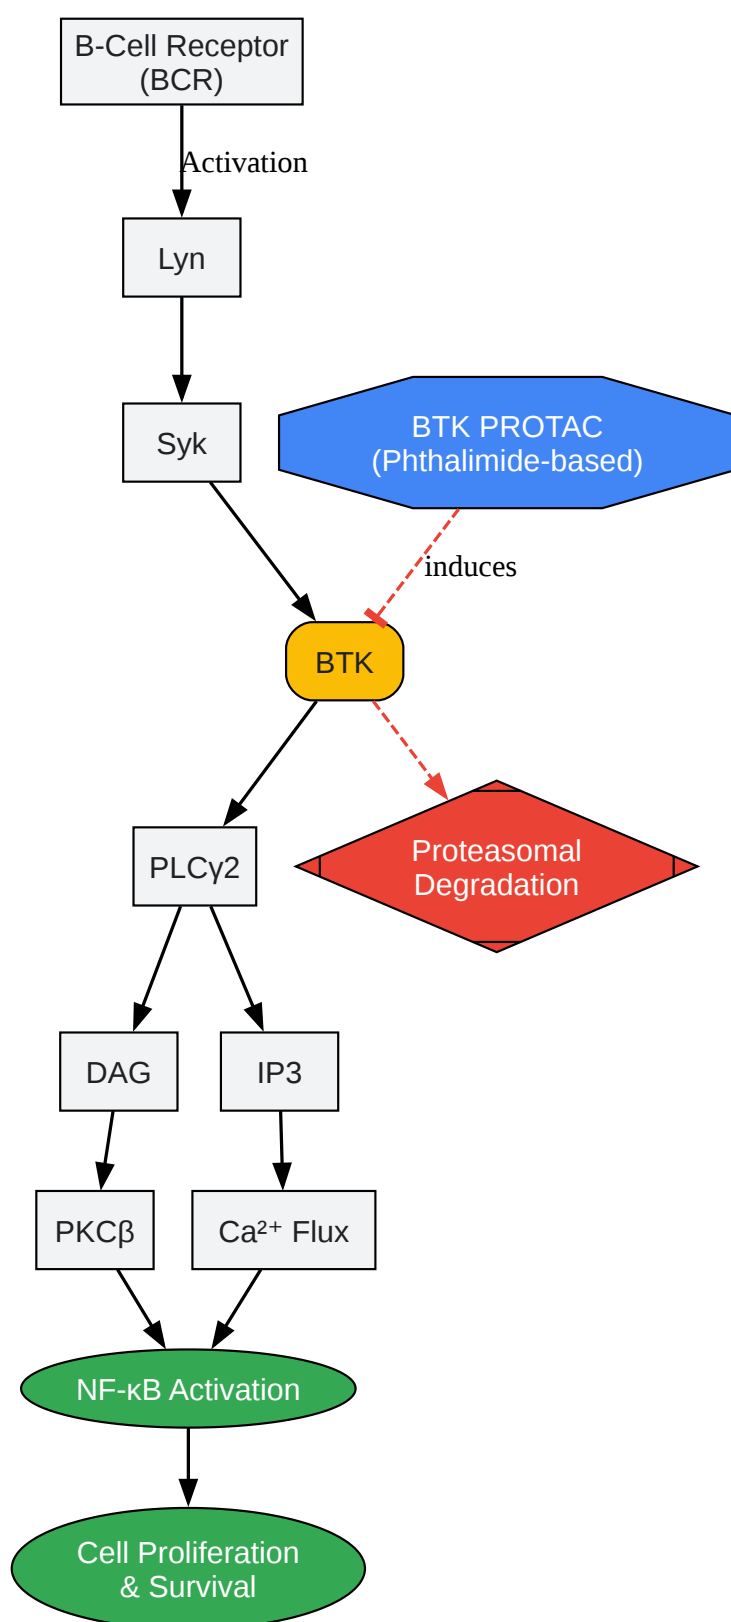 B-Cell Receptor
(BCR)
Activation
Lyn
Syk
BTK PROTAC
(Phthalimide-based)
induces
BTK
PLCγ2
Proteasomal
Degradation
DAG
IP3
PKCβ
Ca²⁺ Flux
NF-κB Activation
Cell Proliferation
& Survival